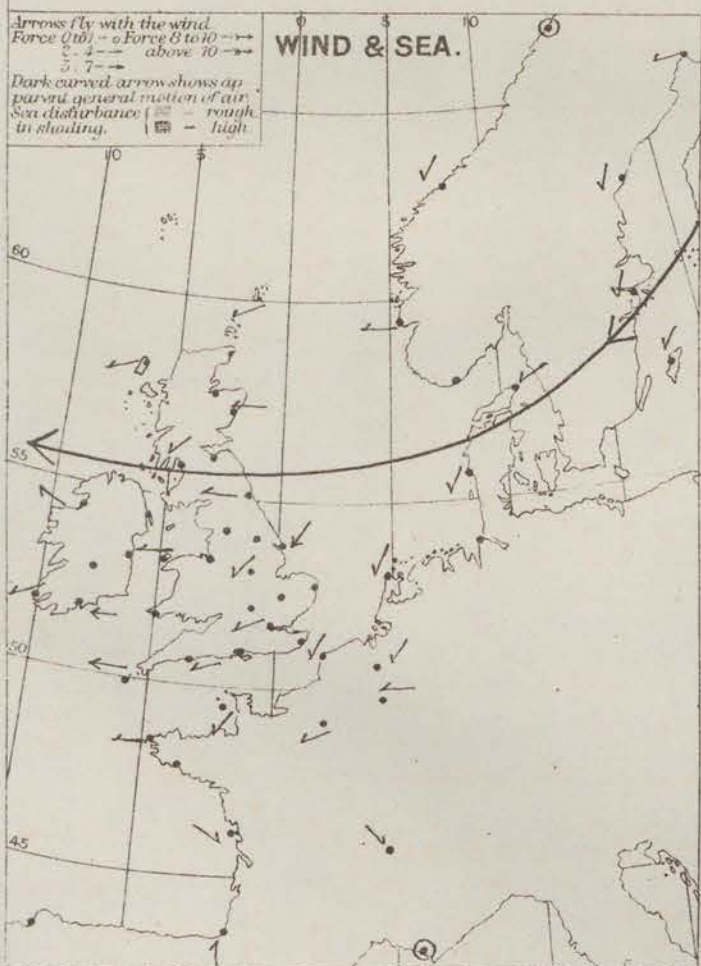 Arrows fly with the wind
Force 0 to 1 - o Force 8 to 10
2 - 4 above 10
5 - 7
Dark curved arrow shows ap
parent general motion of air.
Sea disturbance { - rough.
in shading. { - high
WIND & SEA.
0 5 10
10 5
60
55
50
45